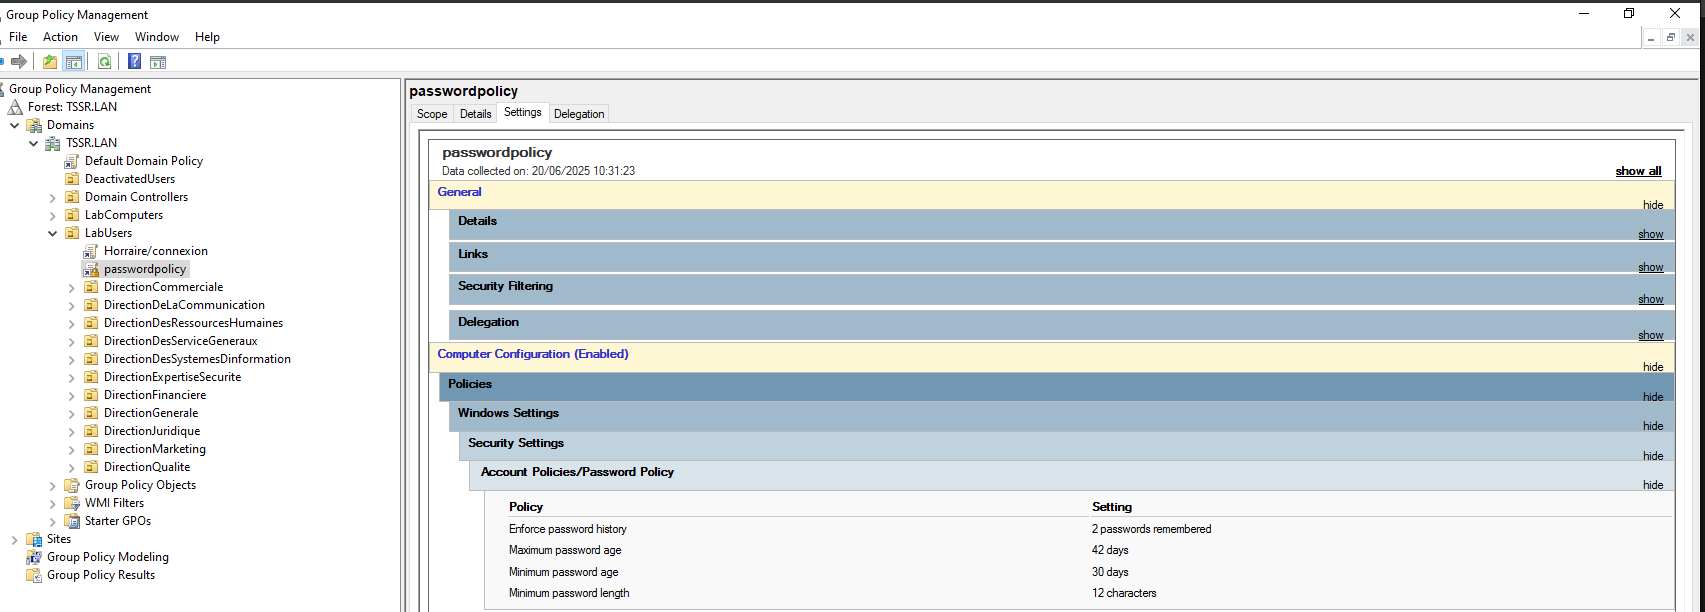 Group Policy Management
File Action View Window Help
Group Policy Management
Forest: TSSR.LAN
Domains
TSSR.LAN
Default Domain Policy
DeactivatedUsers
Domain Controllers
LabComputers
LabUsers
Horraire/connexion
passwordpolicy
DirectionCommerciale
DirectionDeLaCommunication
DirectionDesRessourcesHumaines
DirectionDesServiceGeneraux
DirectionDesSystemesDinformation
DirectionExpertiseSecurite
DirectionFinanciere
DirectionGenerale
DirectionJuridique
DirectionMarketing
DirectionQualite
Group Policy Objects
WMI Filters
Starter GPOs
Sites
Group Policy Modeling
Group Policy Results
passwordpolicy
Scope Details Settings Delegation
passwordpolicy
Data collected on: 20/06/2025 10:31:23
show all
General
hide
Details
show
Links
show
Security Filtering
show
Delegation
show
Computer Configuration (Enabled)
hide
Policies
hide
Windows Settings
hide
Security Settings
hide
Account Policies/Password Policy
hide
Policy Setting
Enforce password history 2 passwords remembered
Maximum password age 42 days
Minimum password age 30 days
Minimum password length 12 characters